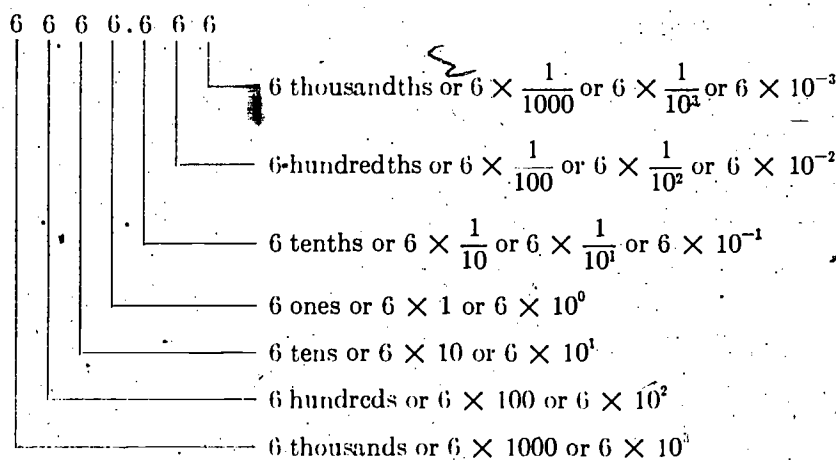 6 6 6 6 . 6 6 6
6 thousandths or 6 × 1/1000 or 6 × 1/10³ or 6 × 10⁻³
6 hundredths or 6 × 1/100 or 6 × 1/10² or 6 × 10⁻²
6 tenths or 6 × 1/10 or 6 × 1/10¹ or 6 × 10⁻¹
6 ones or 6 × 1 or 6 × 10⁰
6 tens or 6 × 10 or 6 × 10¹
6 hundreds or 6 × 100 or 6 × 10²
6 thousands or 6 × 1000 or 6 × 10³